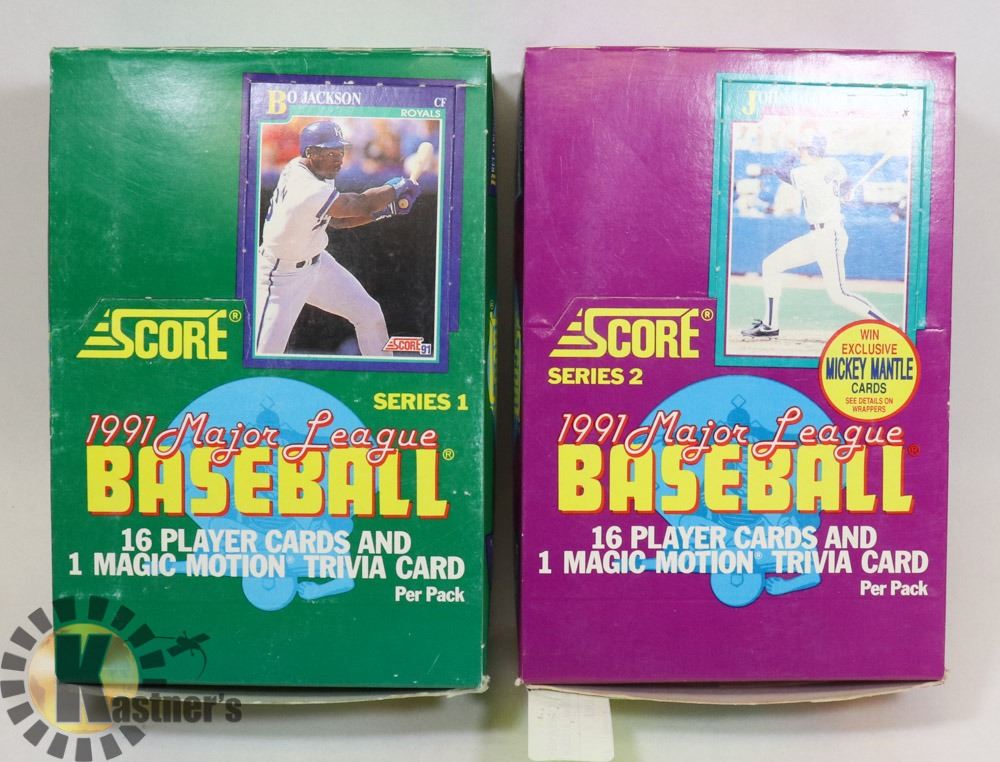 BO JACKSON
CF
ROYALS
SCORE 91
SCORE®
SERIES 1
1991 Major League
BASEBALL®
16 PLAYER CARDS AND
1 MAGIC MOTION® TRIVIA CARD
Per Pack
SCORE®
SERIES 2
WIN
EXCLUSIVE
MICKEY MANTLE
CARDS
SEE DETAILS ON
WRAPPERS
1991 Major League
BASEBALL®
16 PLAYER CARDS AND
1 MAGIC MOTION® TRIVIA CARD
Per Pack
Kastner's